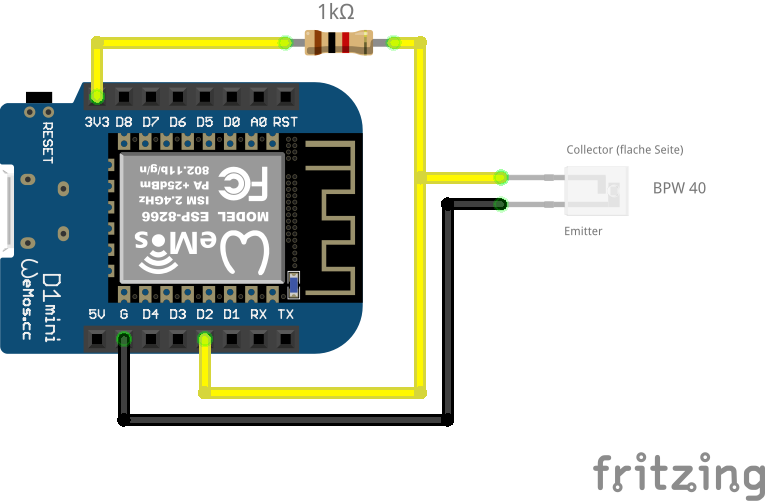 1kΩ
3V3 D8 D7 D6 D5 D0 A0 RST
Collector (flache Seite)
BPW 40
Emitter
RESET
802.11b/g/n
PA +25dBm
ISM 2.4GHz
ESP-8266
MODEL
FC
WeMos
D1 mini
WeMos.cc
5V G D4 D3 D2 D1 RX TX
fritzing